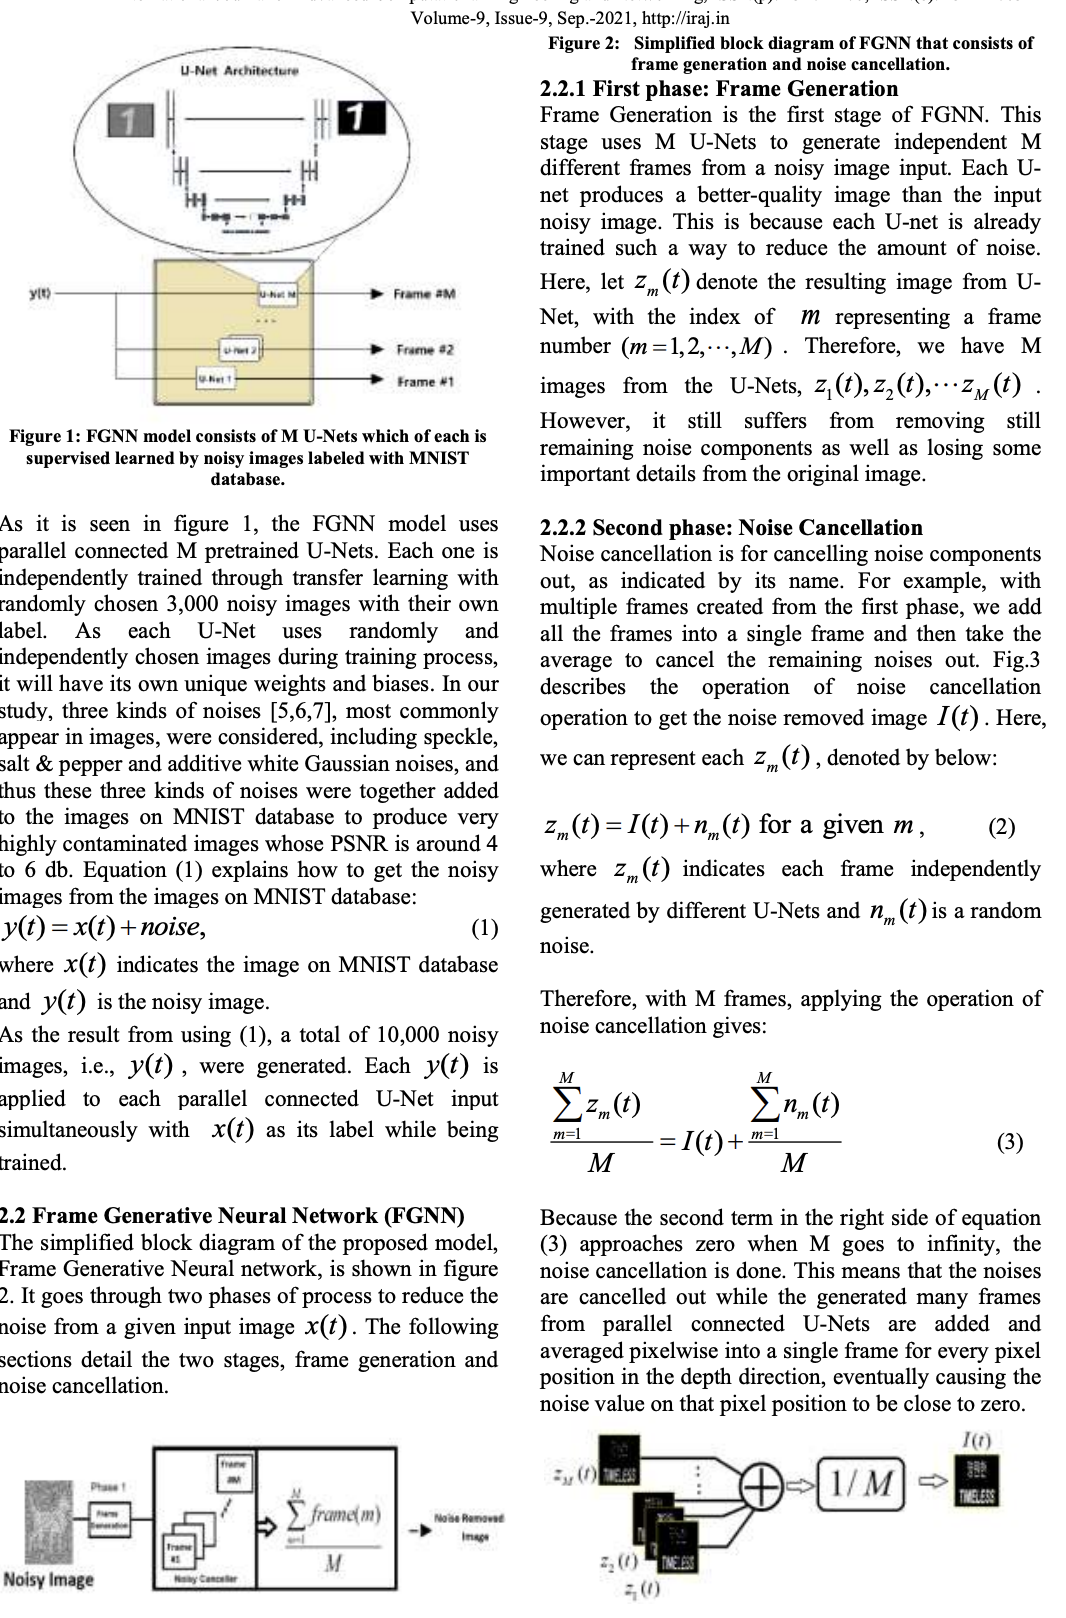 Volume-9, Issue-9, Sep.-2021, http://iraj.in
U-Net Architecture
1
1
y(t)
U-Net M
...
U-Net 2
U-Net 1
Frame #M
Frame #2
Frame #1
Figure 1: FGNN model consists of M U-Nets which of each is
supervised learned by noisy images labeled with MNIST
database.
As it is seen in figure 1, the FGNN model uses
parallel connected M pretrained U-Nets. Each one is
independently trained through transfer learning with
randomly chosen 3,000 noisy images with their own
label. As each U-Net uses randomly and
independently chosen images during training process,
it will have its own unique weights and biases. In our
study, three kinds of noises [5,6,7], most commonly
appear in images, were considered, including speckle,
salt & pepper and additive white Gaussian noises, and
thus these three kinds of noises were together added
to the images on MNIST database to produce very
highly contaminated images whose PSNR is around 4
to 6 db. Equation (1) explains how to get the noisy
images from the images on MNIST database:
y(t) = x(t) + noise, (1)
where x(t) indicates the image on MNIST database
and y(t) is the noisy image.
As the result from using (1), a total of 10,000 noisy
images, i.e., y(t) , were generated. Each y(t) is
applied to each parallel connected U-Net input
simultaneously with x(t) as its label while being
trained.
2.2 Frame Generative Neural Network (FGNN)
The simplified block diagram of the proposed model,
Frame Generative Neural network, is shown in figure
2. It goes through two phases of process to reduce the
noise from a given input image x(t). The following
sections detail the two stages, frame generation and
noise cancellation.
Noisy Image
Phase 1
Frame
Generation
Frame
#M
Frame
#1
Noisy Canceller
M
∑ frame(m)
m=1
M
Noise Removed
Image
Figure 2: Simplified block diagram of FGNN that consists of
frame generation and noise cancellation.
2.2.1 First phase: Frame Generation
Frame Generation is the first stage of FGNN. This
stage uses M U-Nets to generate independent M
different frames from a noisy image input. Each U-
net produces a better-quality image than the input
noisy image. This is because each U-net is already
trained such a way to reduce the amount of noise.
Here, let zₘ(t) denote the resulting image from U-
Net, with the index of m representing a frame
number (m = 1,2,⋯,M) . Therefore, we have M
images from the U-Nets, z₁(t), z₂(t),⋯z_M(t) .
However, it still suffers from removing still
remaining noise components as well as losing some
important details from the original image.
2.2.2 Second phase: Noise Cancellation
Noise cancellation is for cancelling noise components
out, as indicated by its name. For example, with
multiple frames created from the first phase, we add
all the frames into a single frame and then take the
average to cancel the remaining noises out. Fig.3
describes the operation of noise cancellation
operation to get the noise removed image I(t) . Here,
we can represent each zₘ(t) , denoted by below:
zₘ(t) = I(t) + nₘ(t) for a given m , (2)
where zₘ(t) indicates each frame independently
generated by different U-Nets and nₘ(t) is a random
noise.
Therefore, with M frames, applying the operation of
noise cancellation gives:
M M
∑ zₘ(t) ∑ nₘ(t)
m=1 = I(t) + m=1 (3)
M M
Because the second term in the right side of equation
(3) approaches zero when M goes to infinity, the
noise cancellation is done. This means that the noises
are cancelled out while the generated many frames
from parallel connected U-Nets are added and
averaged pixelwise into a single frame for every pixel
position in the depth direction, eventually causing the
noise value on that pixel position to be close to zero.
z_M(t)
TIMELESS
z₂(t)
TIMELESS
z₁(t)
1/M
I(t)
TIMELESS